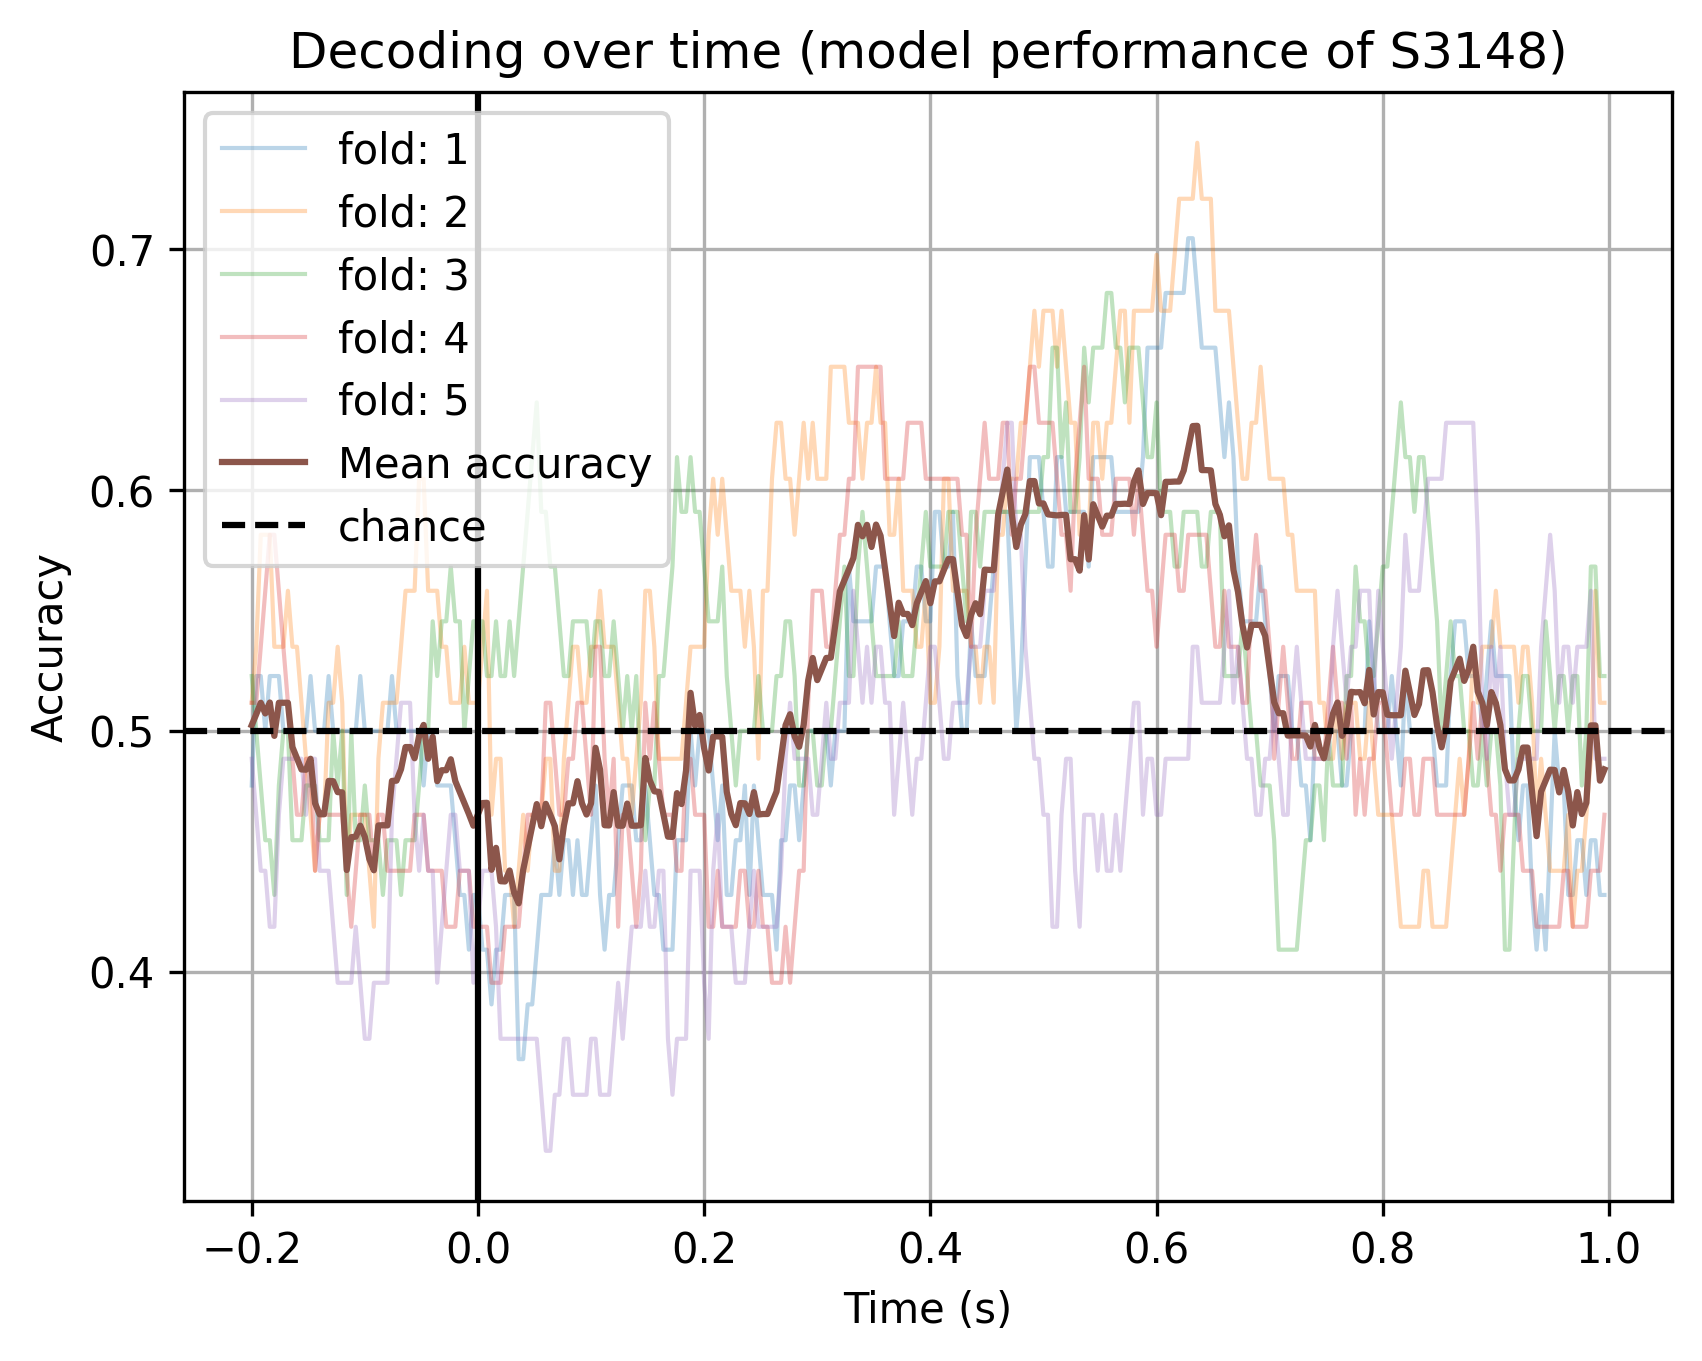 Decoding over time (model performance of S3148)
fold: 1
fold: 2
fold: 3
fold: 4
fold: 5
Mean accuracy
chance
Accuracy
0.7
0.6
0.5
0.4
−0.2 0.0 0.2 0.4 0.6 0.8 1.0
Time (s)